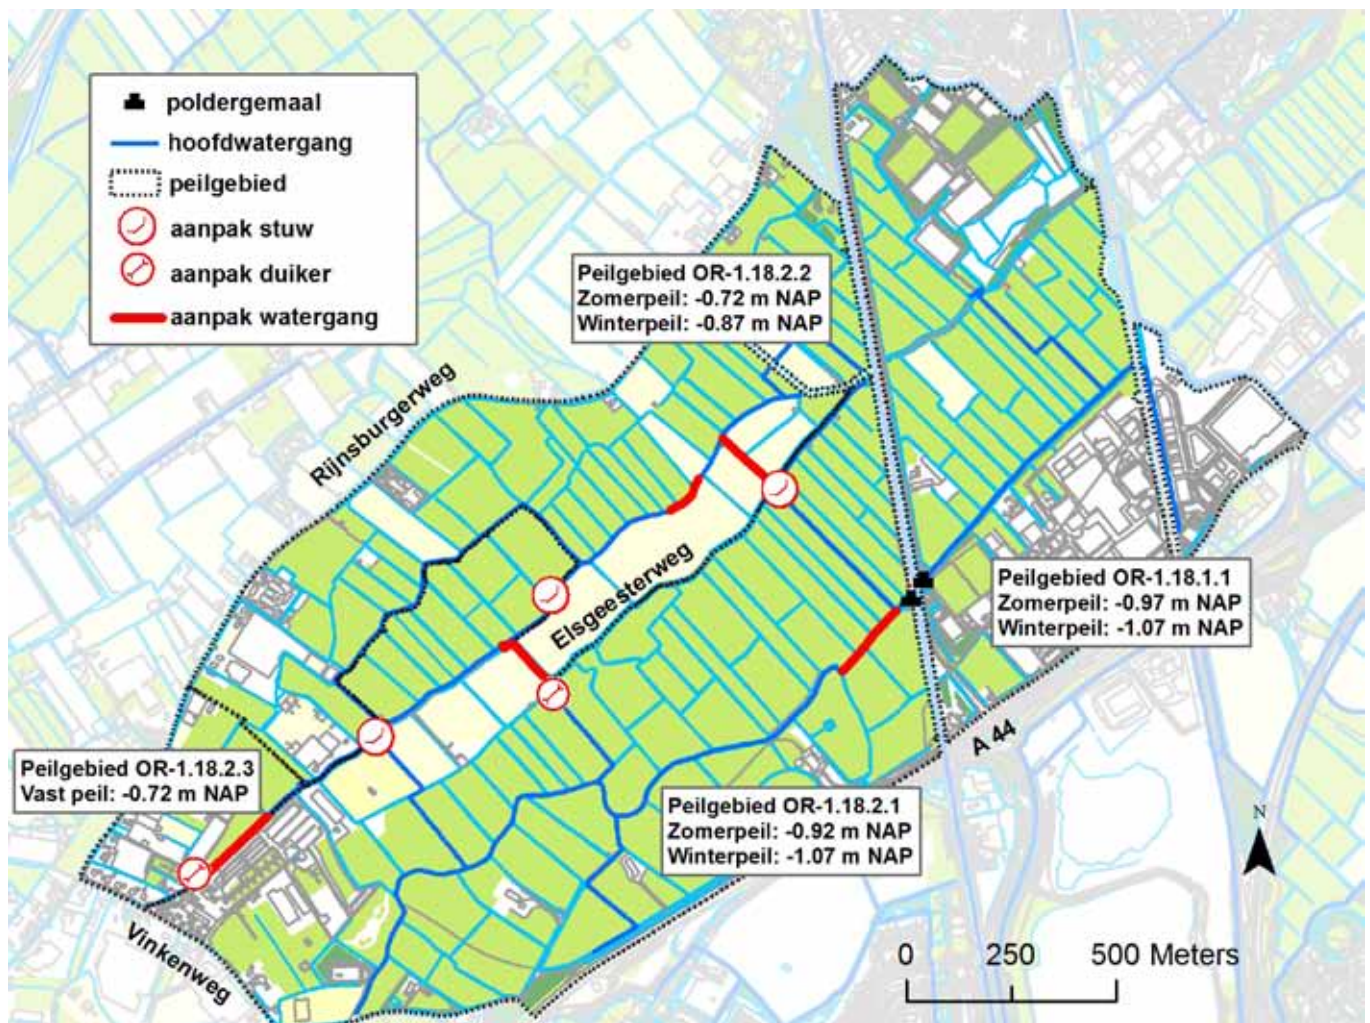 poldergemaal
hoofdwatergang
peilgebied
aanpak stuw
aanpak duiker
aanpak watergang
Peilgebied OR-1.18.2.2
Zomerpeil: -0.72 m NAP
Winterpeil: -0.87 m NAP
Rijnsburgerweg
Elsgeesterweg
Peilgebied OR-1.18.1.1
Zomerpeil: -0.97 m NAP
Winterpeil: -1.07 m NAP
A 44
Peilgebied OR-1.18.2.3
Vast peil: -0.72 m NAP
Peilgebied OR-1.18.2.1
Zomerpeil: -0.92 m NAP
Winterpeil: -1.07 m NAP
N
Vinkenweg
0 250 500 Meters